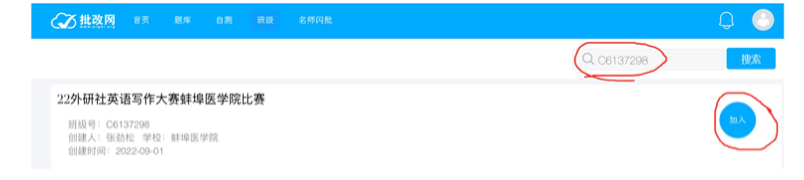 批改网 首页 题库 自测 班级 名师闪批
www.pigai.org
C6137298 搜索
22外研社英语写作大赛蚌埠医学院比赛
加入
班级号：C6137298
创建人：张劲松 学校：蚌埠医学院
创建时间：2022-09-01